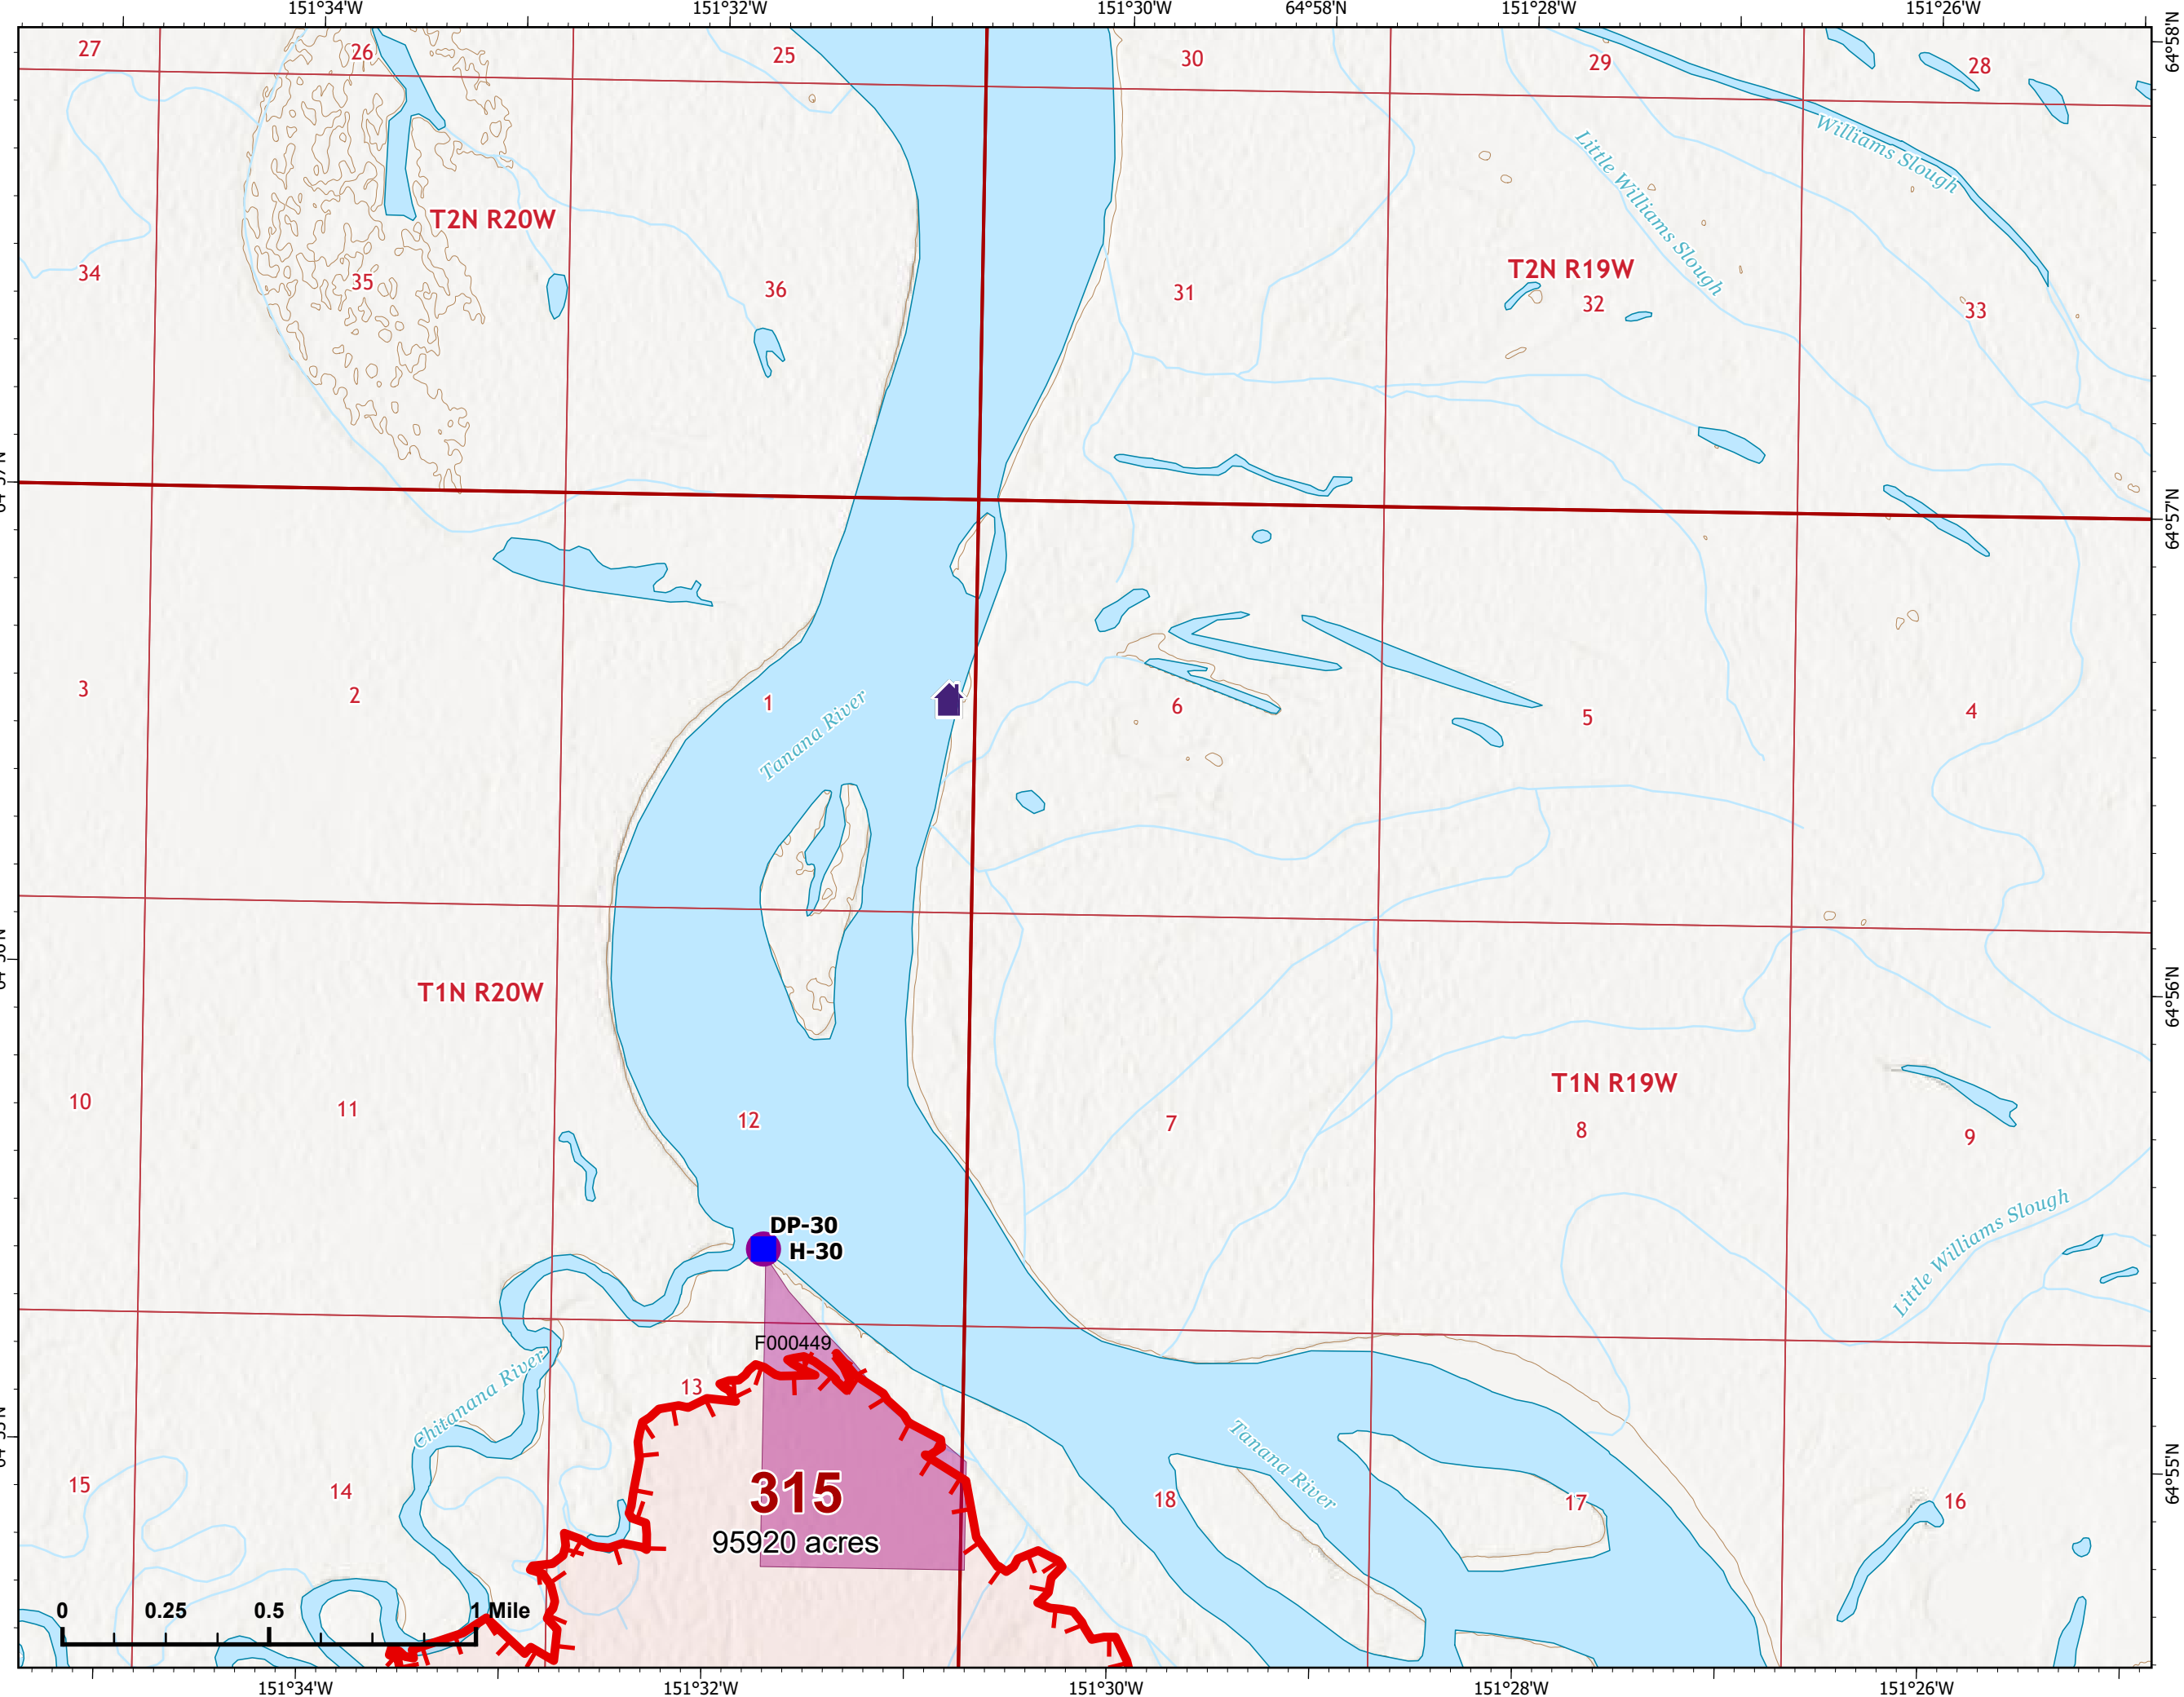 151°34'W 151°32'W 151°30'W 64°58'N 151°28'W 151°26'W
64°58'N
27 26 25 30 29 28
Williams Slough
Little Williams Slough
T2N R20W
T2N R19W
34 35 36 31 32 33
64°57'N
3 2 1 6 5 4
Tanana River
T1N R20W
64°56'N
T1N R19W
10 11 12 7 8 9
Little Williams Slough
DP-30
H-30
F000449
Chitanana River
13
Tanana River
64°55'N
315
95920 acres
15 14 18 17 16
0 0.25 0.5 1 Mile
151°34'W 151°32'W 151°30'W 151°28'W 151°26'W